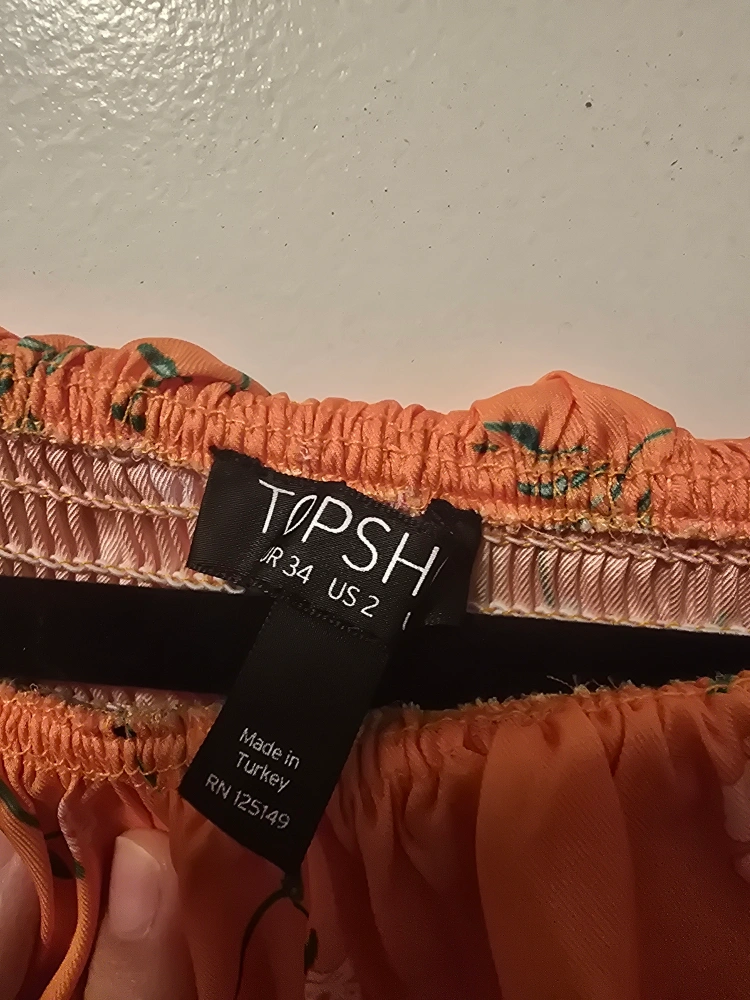 TOPSH
UR 34 US 2
Made in
Turkey
RN 125149